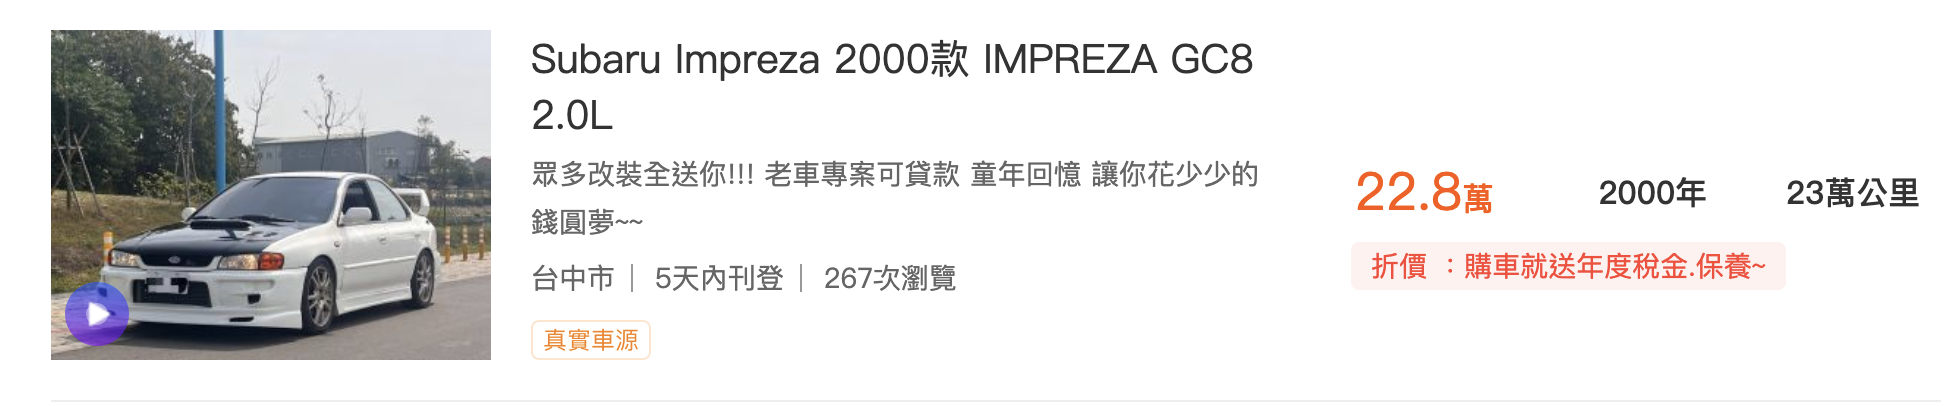 Subaru Impreza 2000款 IMPREZA GC8
2.0L
眾多改裝全送你!!! 老車專案可貸款 童年回憶 讓你花少少的
錢圓夢~~
台中市｜ 5天內刊登｜ 267次瀏覽
真實車源
22.8萬
2000年
23萬公里
折價 ：購車就送年度稅金.保養~